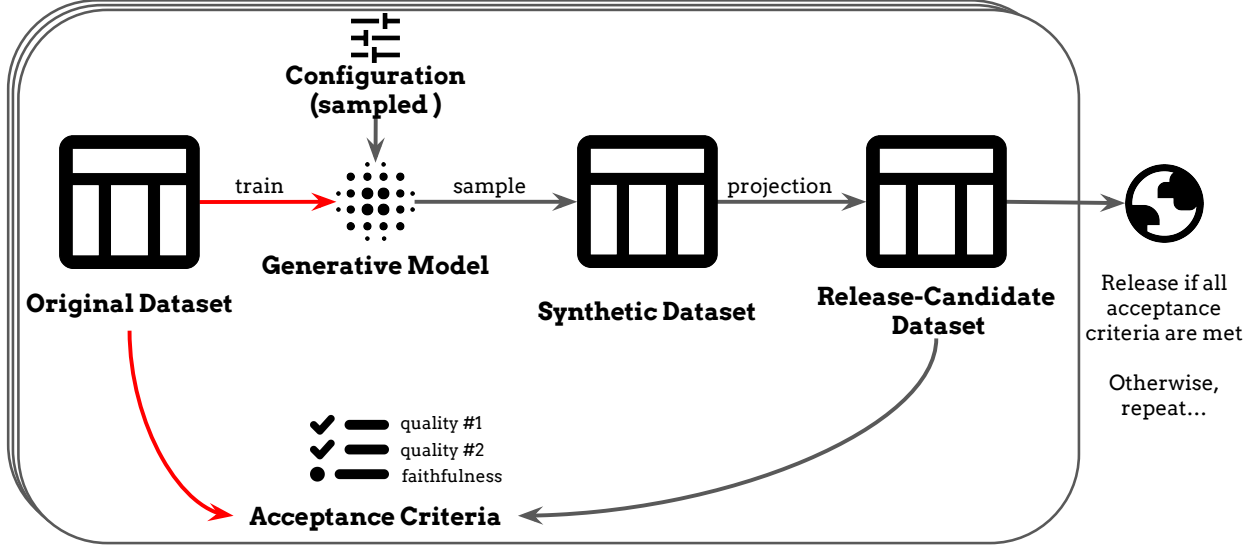 Configuration
(sampled )
train
sample
projection
Generative Model
Original Dataset
Synthetic Dataset
Release-Candidate
Dataset
Release if all
acceptance
criteria are met
Otherwise,
repeat...
quality #1
quality #2
faithfulness
Acceptance Criteria